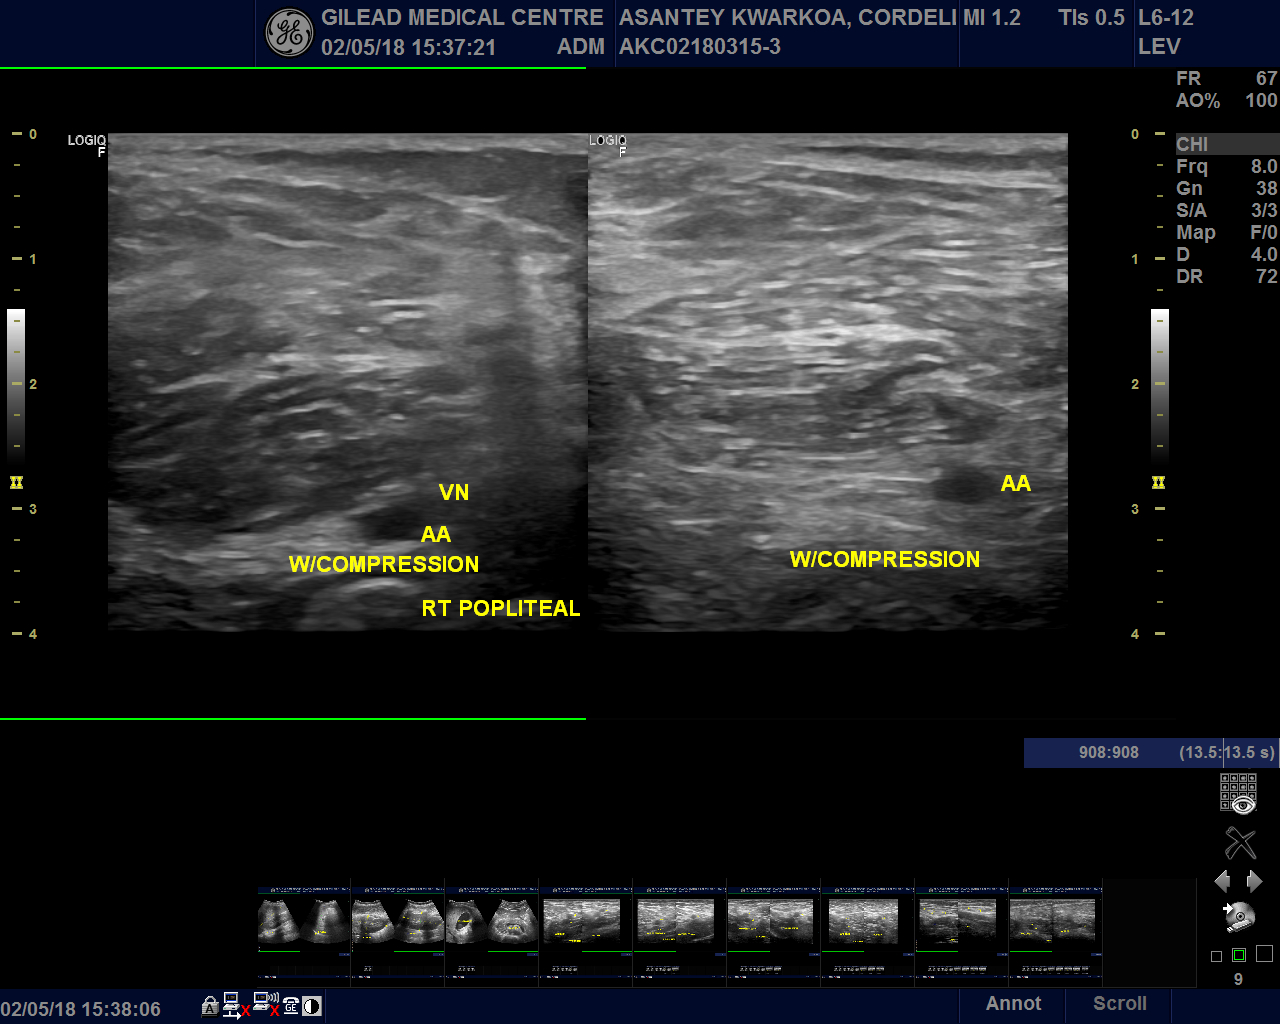 GILEAD MEDICAL CENTRE
02/05/18 15:37:21 ADM
ASANTEY KWARKOA, CORDELI
AKC02180315-3
MI 1.2 TIs 0.5
L6-12
LEV
FR 67
AO% 100
CHI
Frq 8.0
Gn 38
S/A 3/3
Map F/0
D 4.0
DR 72
LOGIQ
F
0
1
2
3
4
VN
AA
W/COMPRESSION
RT POPLITEAL
LOGIQ
F
AA
W/COMPRESSION
0
1
2
3
4
908:908 (13.5:13.5 s)
9
02/05/18 15:38:06
Annot
Scroll